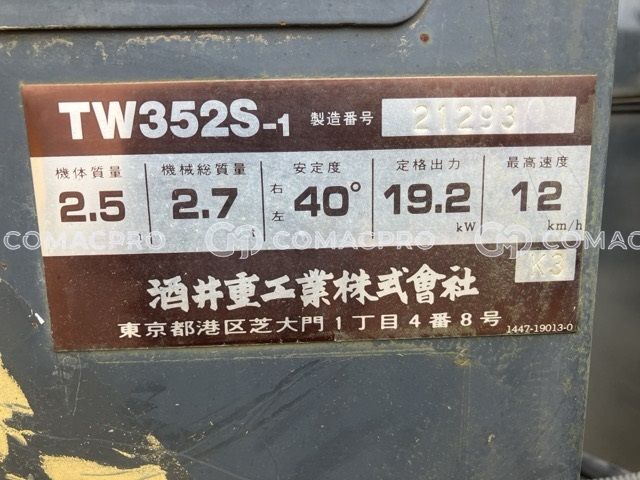 TW352S-1 製造番号 21293
機体質量 機械総質量 安定度 定格出力 最高速度
2.5 2.7 右左 40° 19.2 12
t kW km/h
COMACPRO COMACPRO COMACPRO
K3
酒井重工業株式會社
東京都港区芝大門1丁目4番8号 1447-19013-0